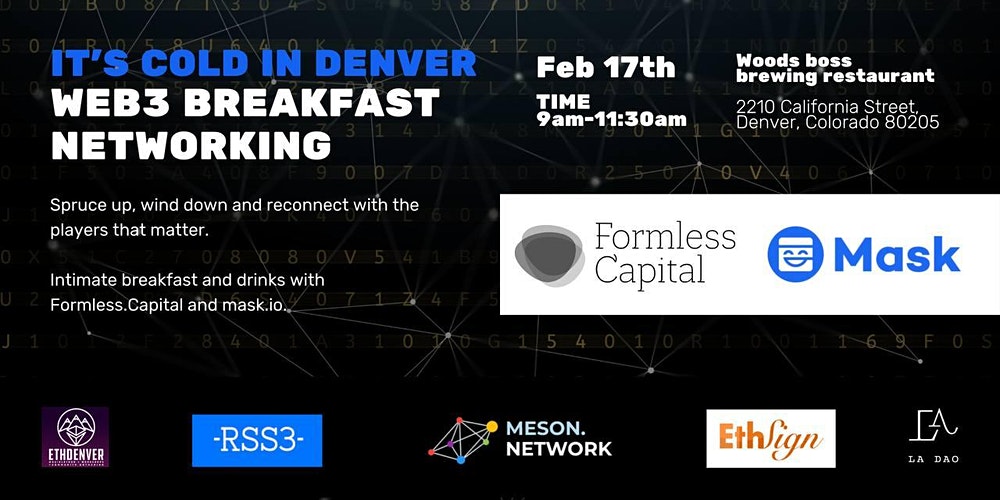 IT'S COLD IN DENVER
WEB3 BREAKFAST
NETWORKING
Spruce up, wind down and reconnect with the
players that matter.
Intimate breakfast and drinks with
Formless.Capital and mask.io.
Feb 17th
TIME
9am-11:30am
Woods boss
brewing restaurant
2210 California Street,
Denver, Colorado 80205
Formless
Capital
Mask
ETHDENVER
-RSS3-
MESON.
NETWORK
EthSign
LA
LA DAO